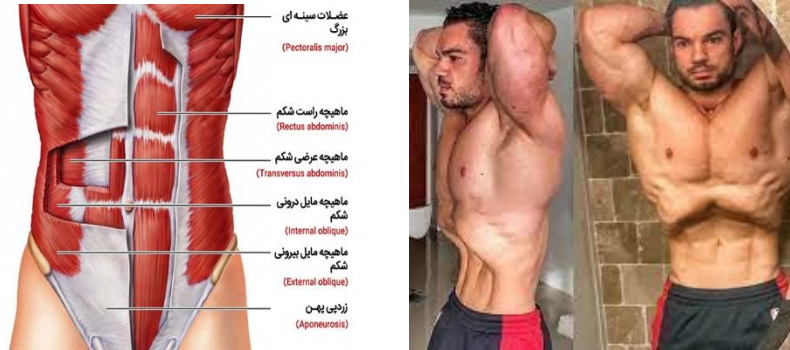 عضلات سینه ای
بزرگ
(Pectoralis major)
ماهیچه راست شکم
(Rectus abdominis)
ماهیچه عرضی شکم
(Transversus abdominis)
ماهیچه مایل درونی
شکم
(Internal oblique)
ماهیچه مایل بیرونی
شکم
(External oblique)
زردپی پهن
(Aponeurosis)